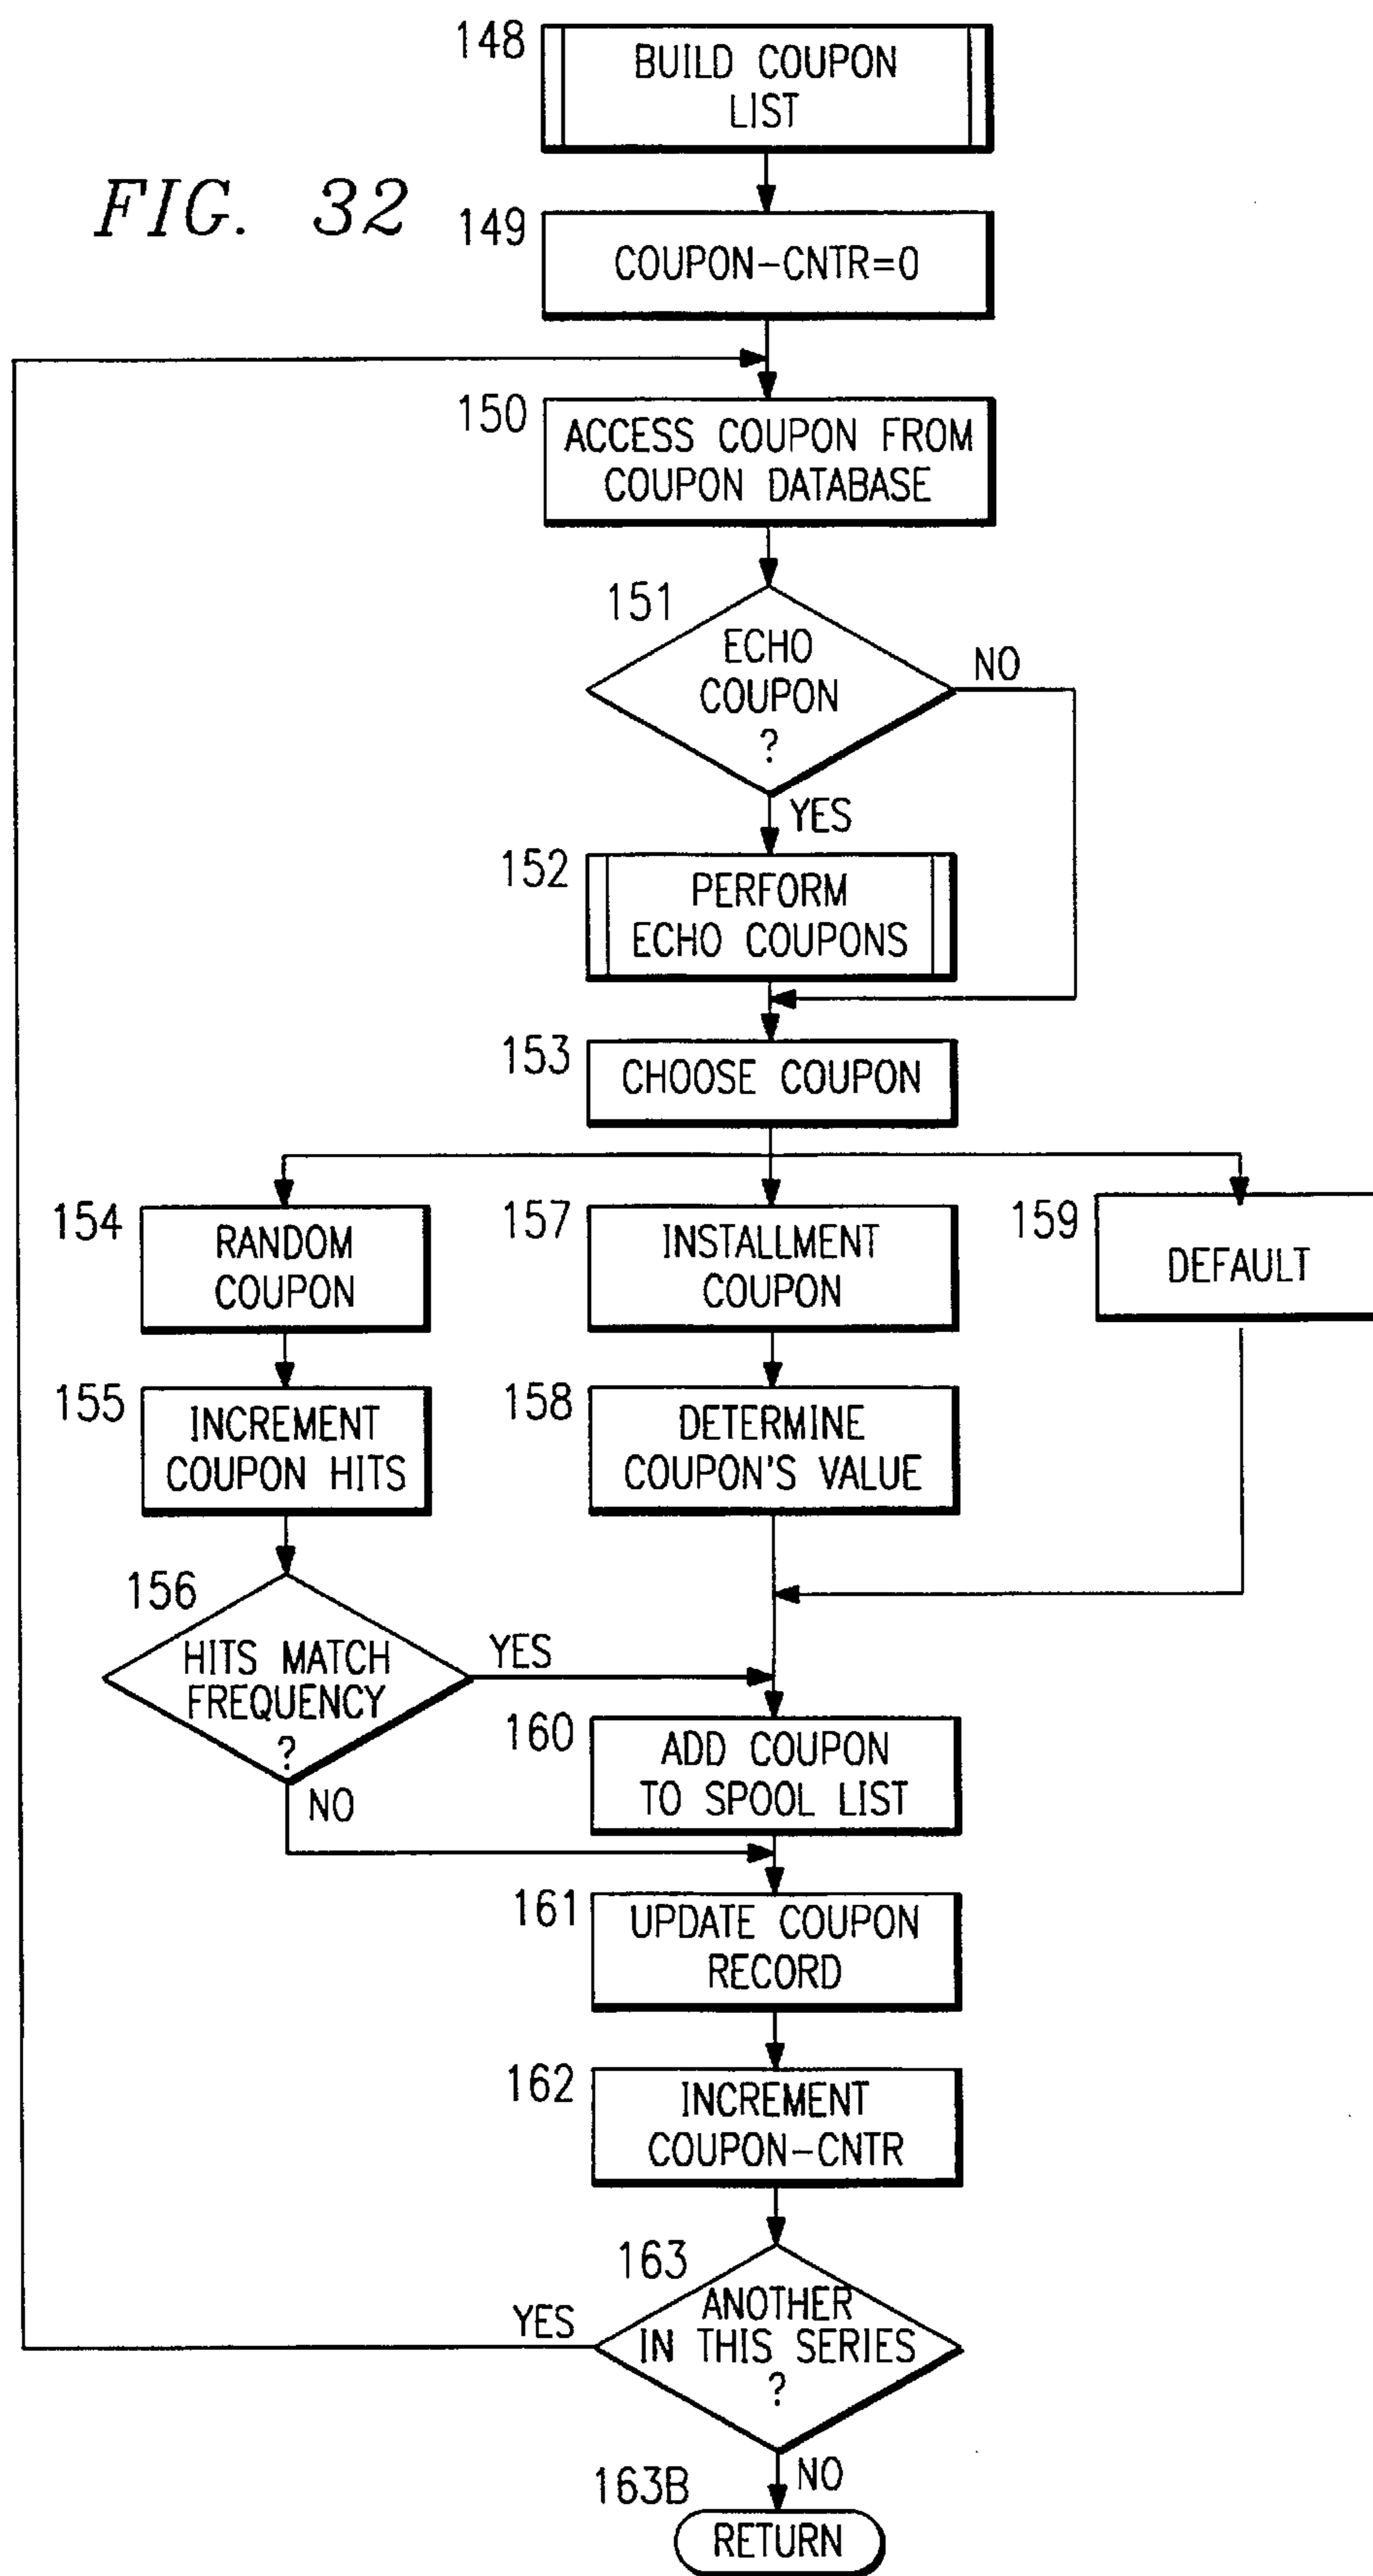 148
BUILD COUPON
LIST
FIG. 32
149
COUPON-CNTR=0
150
ACCESS COUPON FROM
COUPON DATABASE
151
ECHO
COUPON
?
NO
YES
152
PERFORM
ECHO COUPONS
153
CHOOSE COUPON
154
RANDOM
COUPON
157
INSTALLMENT
COUPON
159
DEFAULT
155
INCREMENT
COUPON HITS
158
DETERMINE
COUPON'S VALUE
156
HITS MATCH
FREQUENCY
?
YES
NO
160
ADD COUPON
TO SPOOL LIST
161
UPDATE COUPON
RECORD
162
INCREMENT
COUPON-CNTR
163
ANOTHER
IN THIS SERIES
?
YES
NO
163B
RETURN